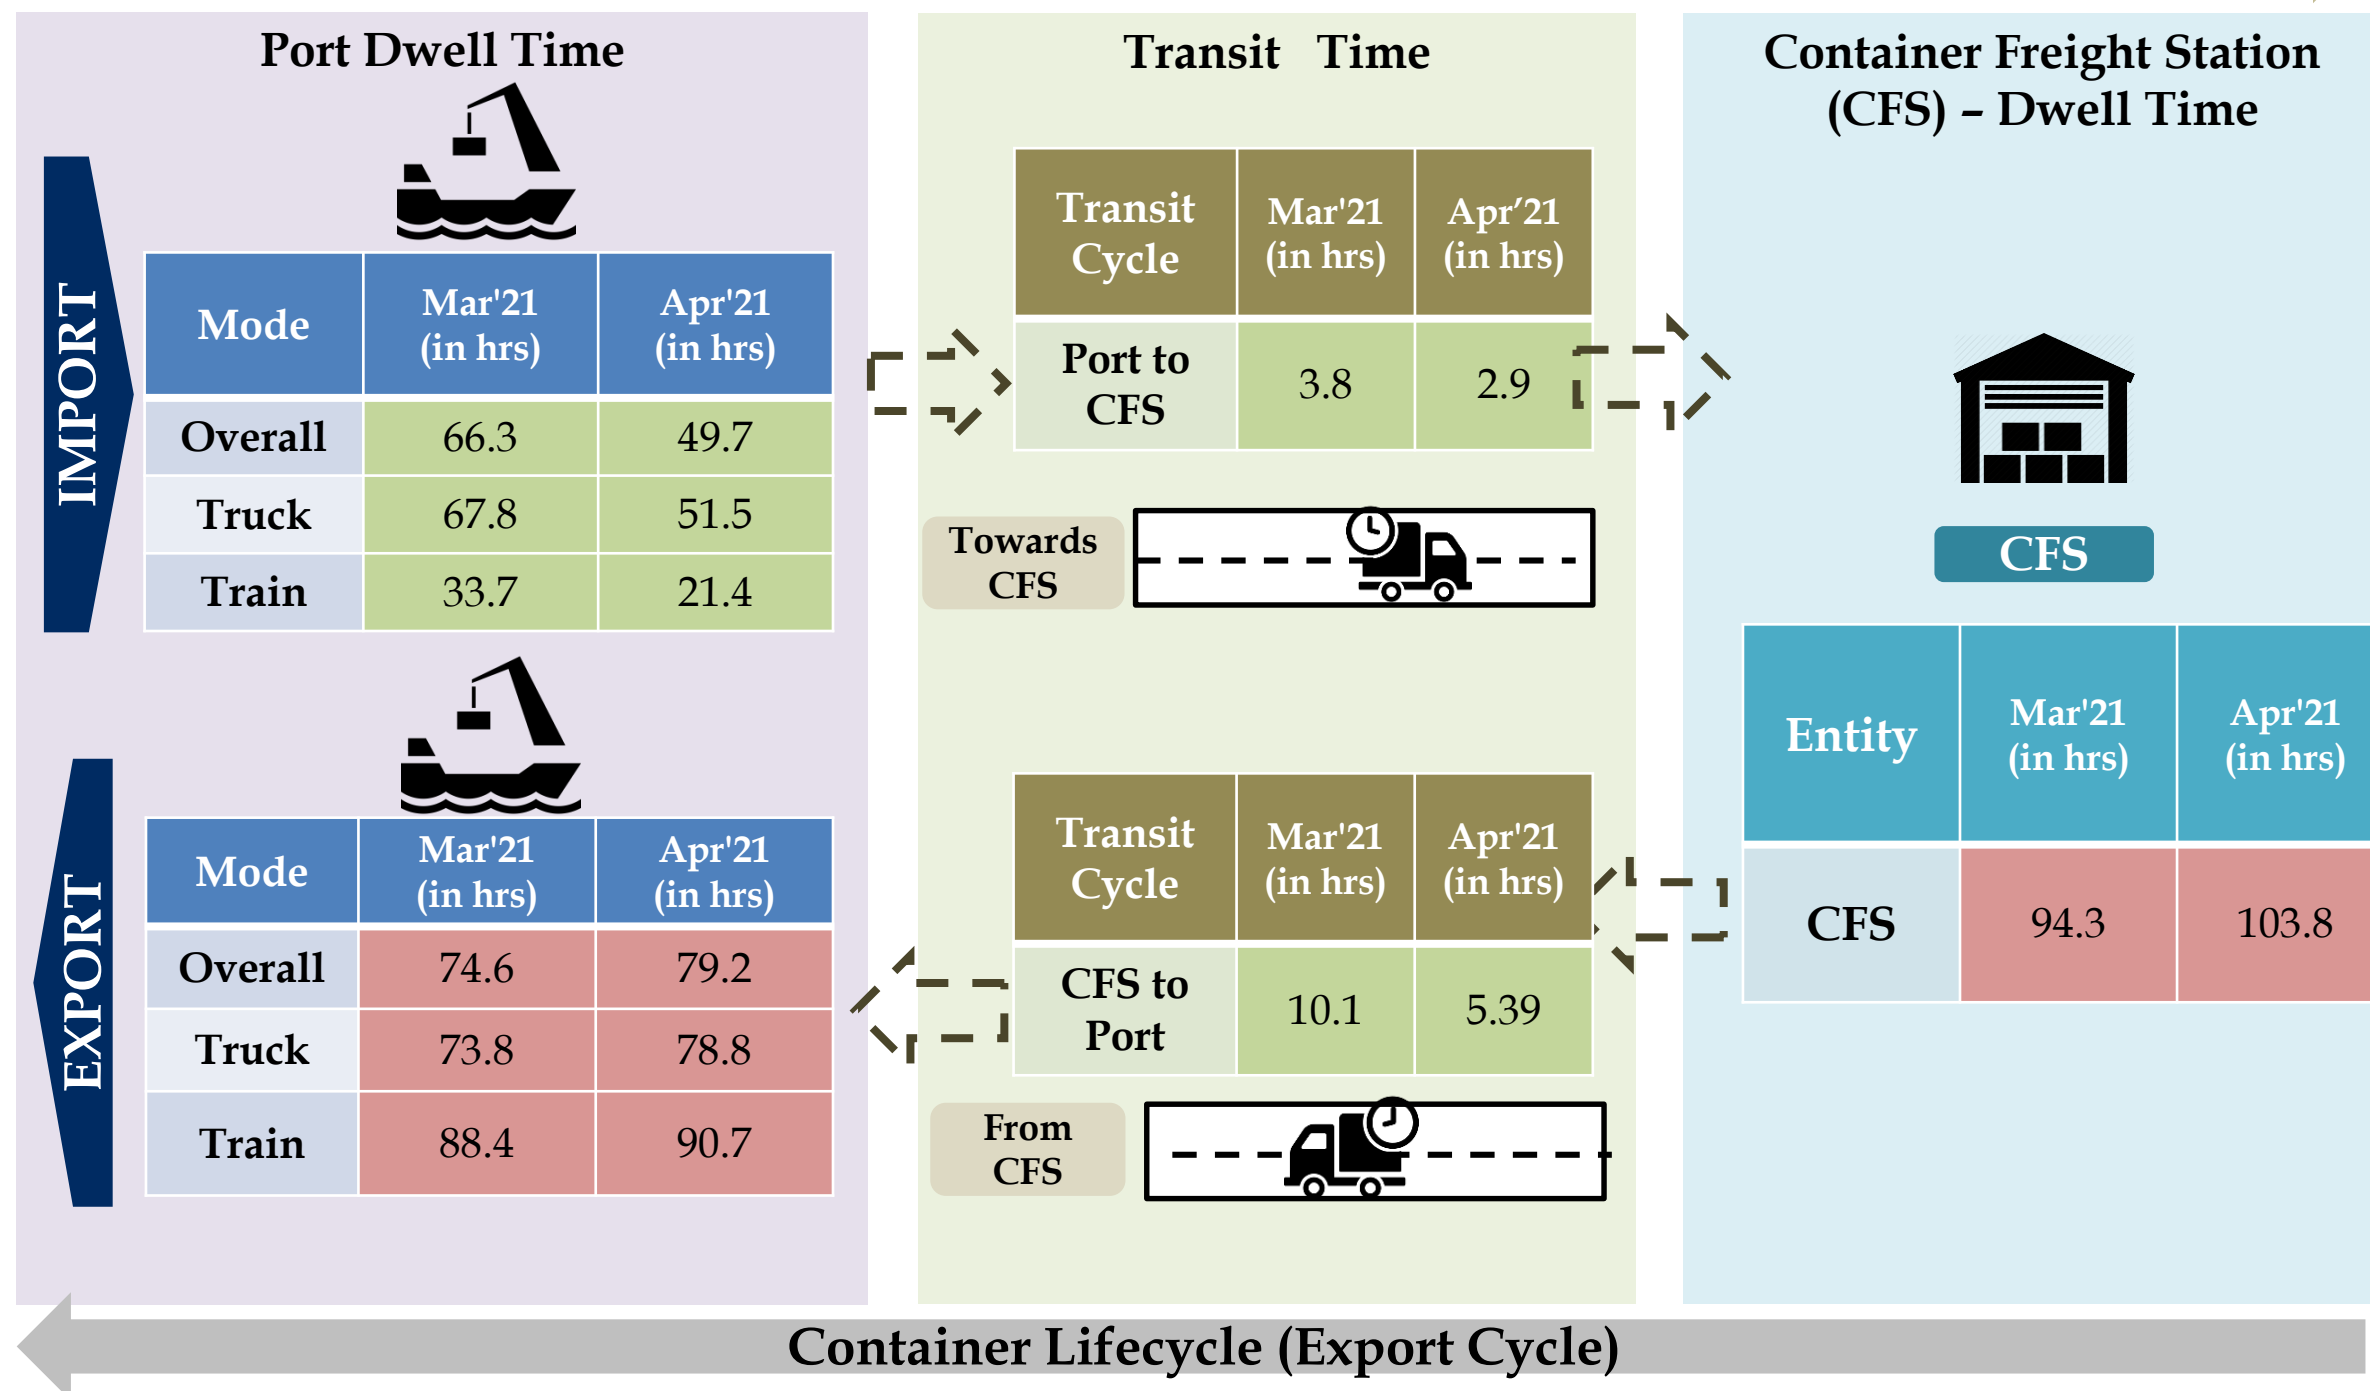 Port Dwell Time
IMPORT
Mode Mar'21 (in hrs) Apr'21 (in hrs)
Overall 66.3 49.7
Truck 67.8 51.5
Train 33.7 21.4
EXPORT
Mode Mar'21 (in hrs) Apr'21 (in hrs)
Overall 74.6 79.2
Truck 73.8 78.8
Train 88.4 90.7
Transit Time
Transit Cycle Mar'21 (in hrs) Apr’21 (in hrs)
Port to CFS 3.8 2.9
Towards
CFS
Transit Cycle Mar'21 (in hrs) Apr'21 (in hrs)
CFS to Port 10.1 5.39
From
CFS
Container Freight Station
(CFS) – Dwell Time
CFS
Entity Mar'21 (in hrs) Apr'21 (in hrs)
CFS 94.3 103.8
Container Lifecycle (Export Cycle)